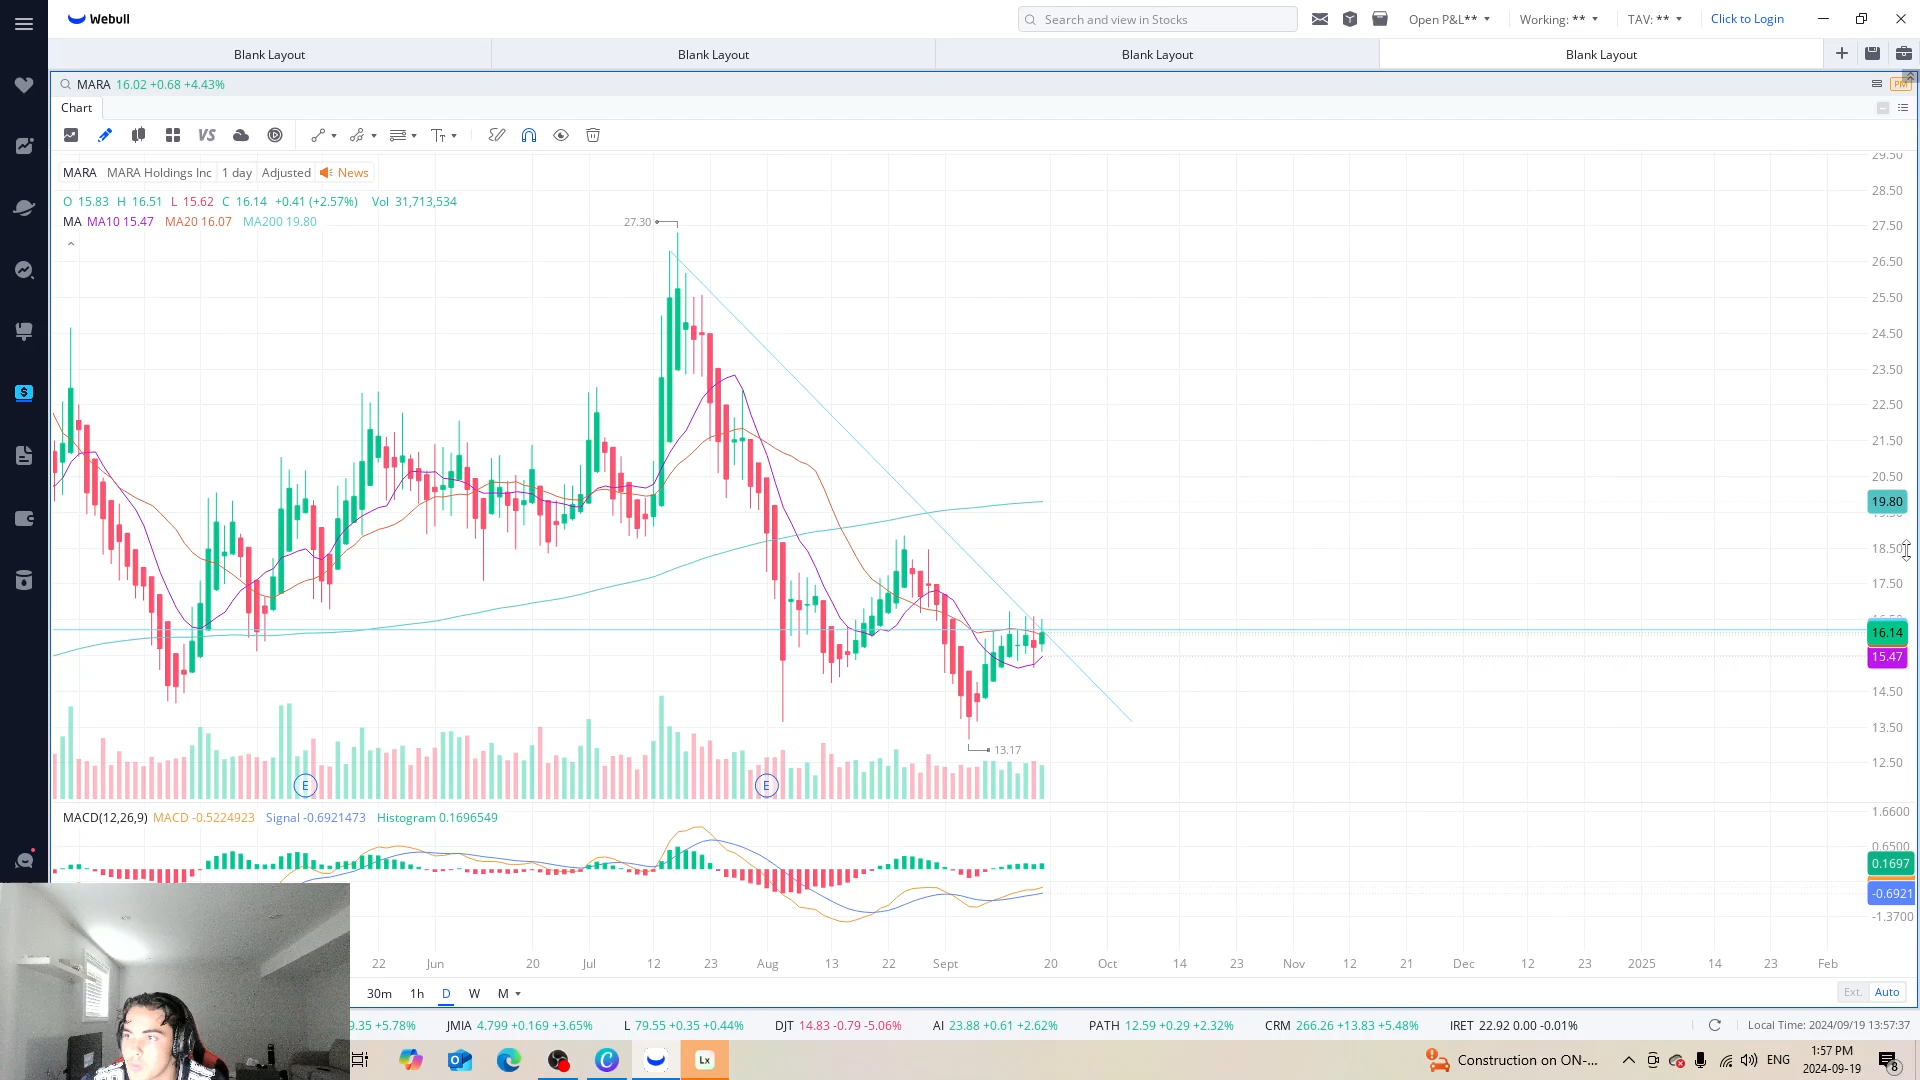 Webull
Search and view in Stocks
Open P&L**
Working: **
TAV: **
Click to Login
Blank Layout
Blank Layout
Blank Layout
Blank Layout
MARA 16.02 +0.68 +4.43%
PM
Chart
VS
MARA MARA Holdings Inc 1 day Adjusted News
O 15.83 H 16.51 L 15.62 C 16.14 +0.41 (+2.57%) Vol 31,713,534
MA MA10 15.47 MA20 16.07 MA200 19.80
27.30
13.17
E
E
29.50
28.50
27.50
26.50
25.50
24.50
23.50
22.50
21.50
20.50
19.80
18.50
17.50
16.14
15.47
14.50
13.50
12.50
MACD(12,26,9) MACD -0.5224923 Signal -0.6921473 Histogram 0.1696549
1.6600
0.6500
0.1697
-0.6921
-1.3700
22 Jun 20 Jul 12 23 Aug 13 22 Sept 20 Oct 14 23 Nov 12 21 Dec 12 23 2025 14 23 Feb
30m 1h D W M
Ext. Auto
9.35 +5.78% JMIA 4.799 +0.169 +3.65% L 79.55 +0.35 +0.44% DJT 14.83 -0.79 -5.06% AI 23.88 +0.61 +2.62% PATH 12.59 +0.29 +2.32% CRM 266.26 +13.83 +5.48% IRET 22.92 0.00 -0.01%
Local Time: 2024/09/19 13:57:37
Lx
Construction on ON-...
ENG
1:57 PM
2024-09-19
8